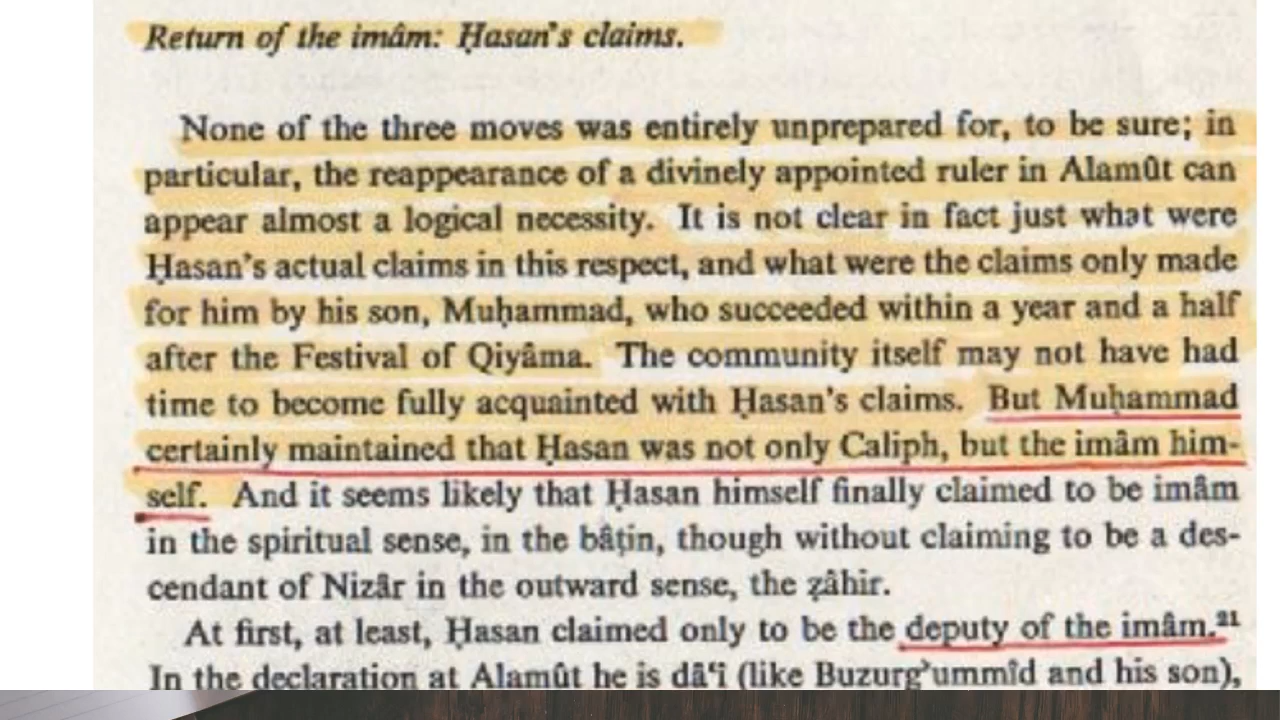 Return of the imâm: Ḥasan's claims.
None of the three moves was entirely unprepared for, to be sure; in
particular, the reappearance of a divinely appointed ruler in Alamût can
appear almost a logical necessity. It is not clear in fact just what were
Ḥasan's actual claims in this respect, and what were the claims only made
for him by his son, Muḥammad, who succeeded within a year and a half
after the Festival of Qiyâma. The community itself may not have had
time to become fully acquainted with Ḥasan's claims. But Muḥammad
certainly maintained that Ḥasan was not only Caliph, but the imâm him-
self. And it seems likely that Ḥasan himself finally claimed to be imâm
in the spiritual sense, in the bâṭin, though without claiming to be a des-
cendant of Nizâr in the outward sense, the ẓâhir.
At first, at least, Ḥasan claimed only to be the deputy of the imâm.²¹
In the declaration at Alamût he is dâ‘î (like Buzurg’ummîd and his son),